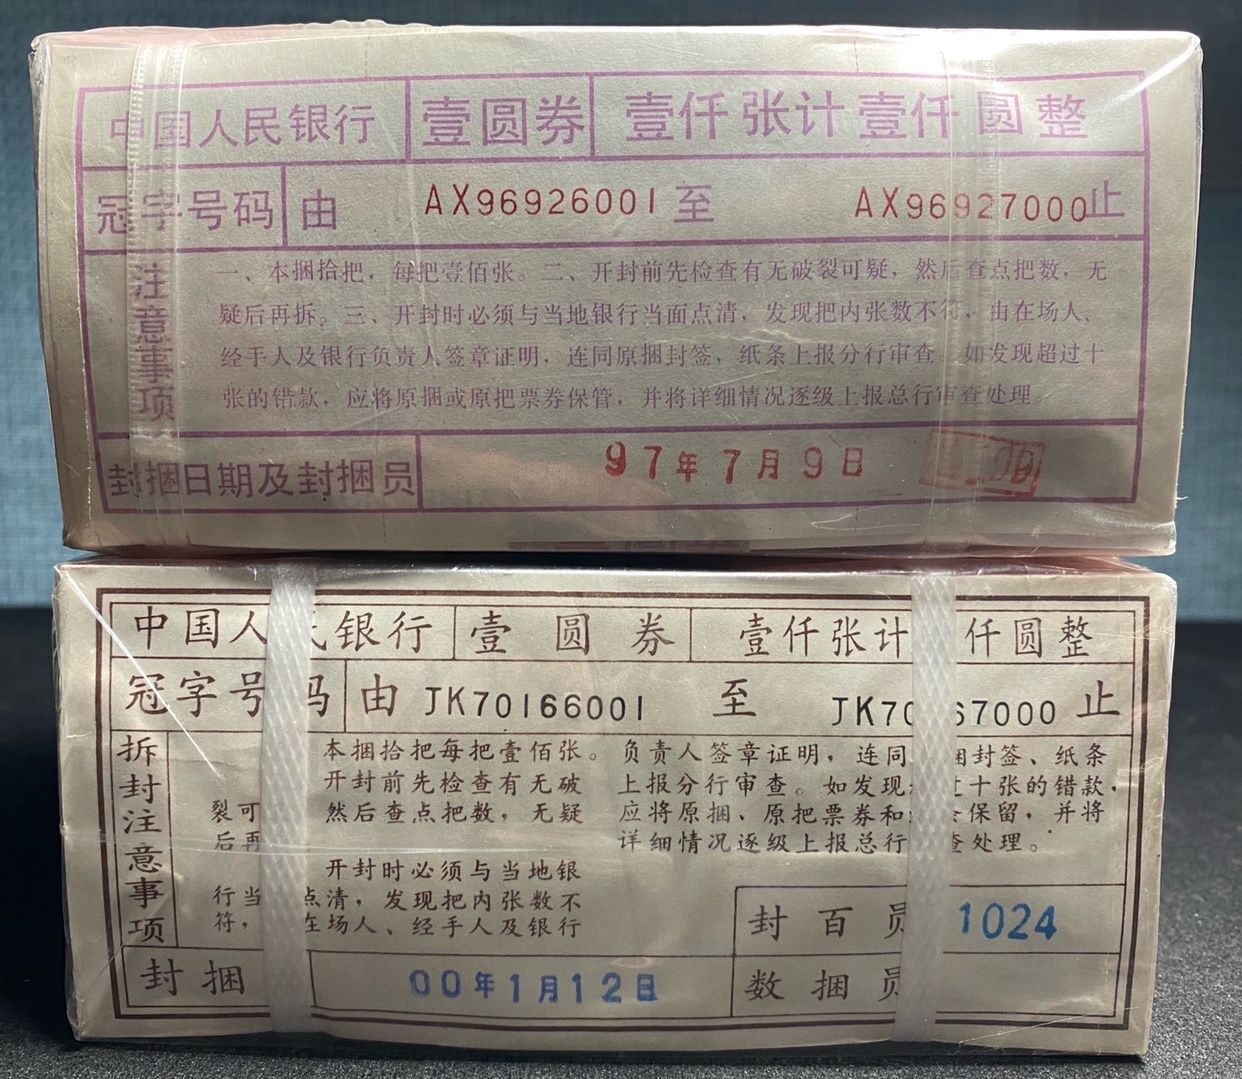 中国人民银行 壹圆券 壹仟张计壹仟圆整
冠字号码 由 AX96926001 至 AX96927000 止
注意事项
一、本捆拾把，每把壹佰张。二、开封前先检查有无破裂可疑，然后查点把数，无
疑后再拆。三、开封时必须与当地银行当面点清，发现把内张数不符，由在场人、
经手人及银行负责人签章证明，连同原捆封签，纸条上报分行审查。如发现超过十
张的错款，应将原捆或原把票券保管，并将详细情况逐级上报总行审查处理。
封捆日期及封捆员 97年7月9日
中国人 银行 壹圆券 壹仟张计 仟圆整
冠字号码 由 JK70166001 至 JK70 67000 止
拆封注意事项
本捆拾把每把壹佰张。
开封前先检查有无破
裂可 然后查点把数，无疑
后再
开封时必须与当地银
行当 点清，发现把内张数不
符， 在场人、经手人及银行
负责人签章证明，连同 捆封签、纸条
上报分行审查。如发现 过十张的错款，
应将原捆、原把票券和 保留，并将
详细情况逐级上报总行 查处理。
封百员 1024
封捆 00年1月12日 数捆员